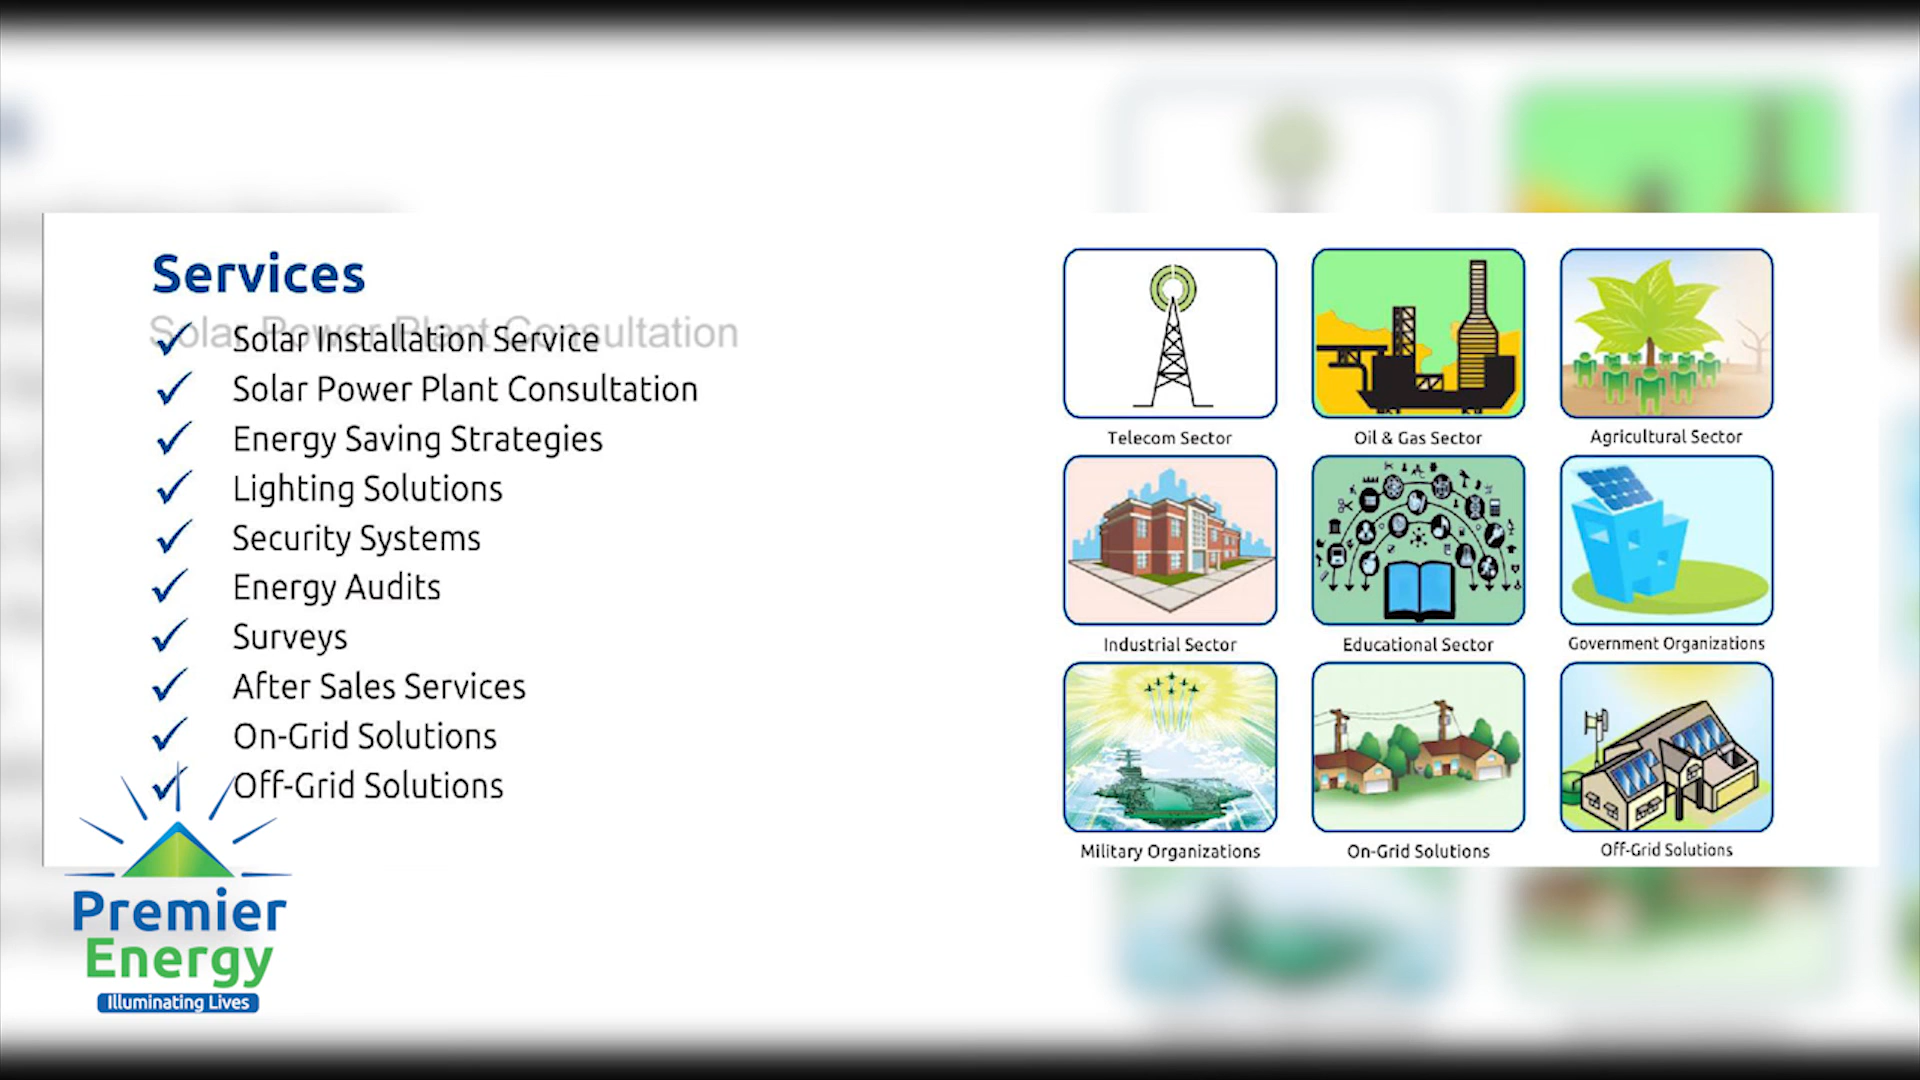 Services
Solar Power Plant Consultation
Solar Installation Service
Solar Power Plant Consultation
Energy Saving Strategies
Lighting Solutions
Security Systems
Energy Audits
Surveys
After Sales Services
On-Grid Solutions
Off-Grid Solutions
Telecom Sector
Oil & Gas Sector
Agricultural Sector
Industrial Sector
Educational Sector
Government Organizations
Military Organizations
On-Grid Solutions
Off-Grid Solutions
Premier
Energy
Illuminating Lives